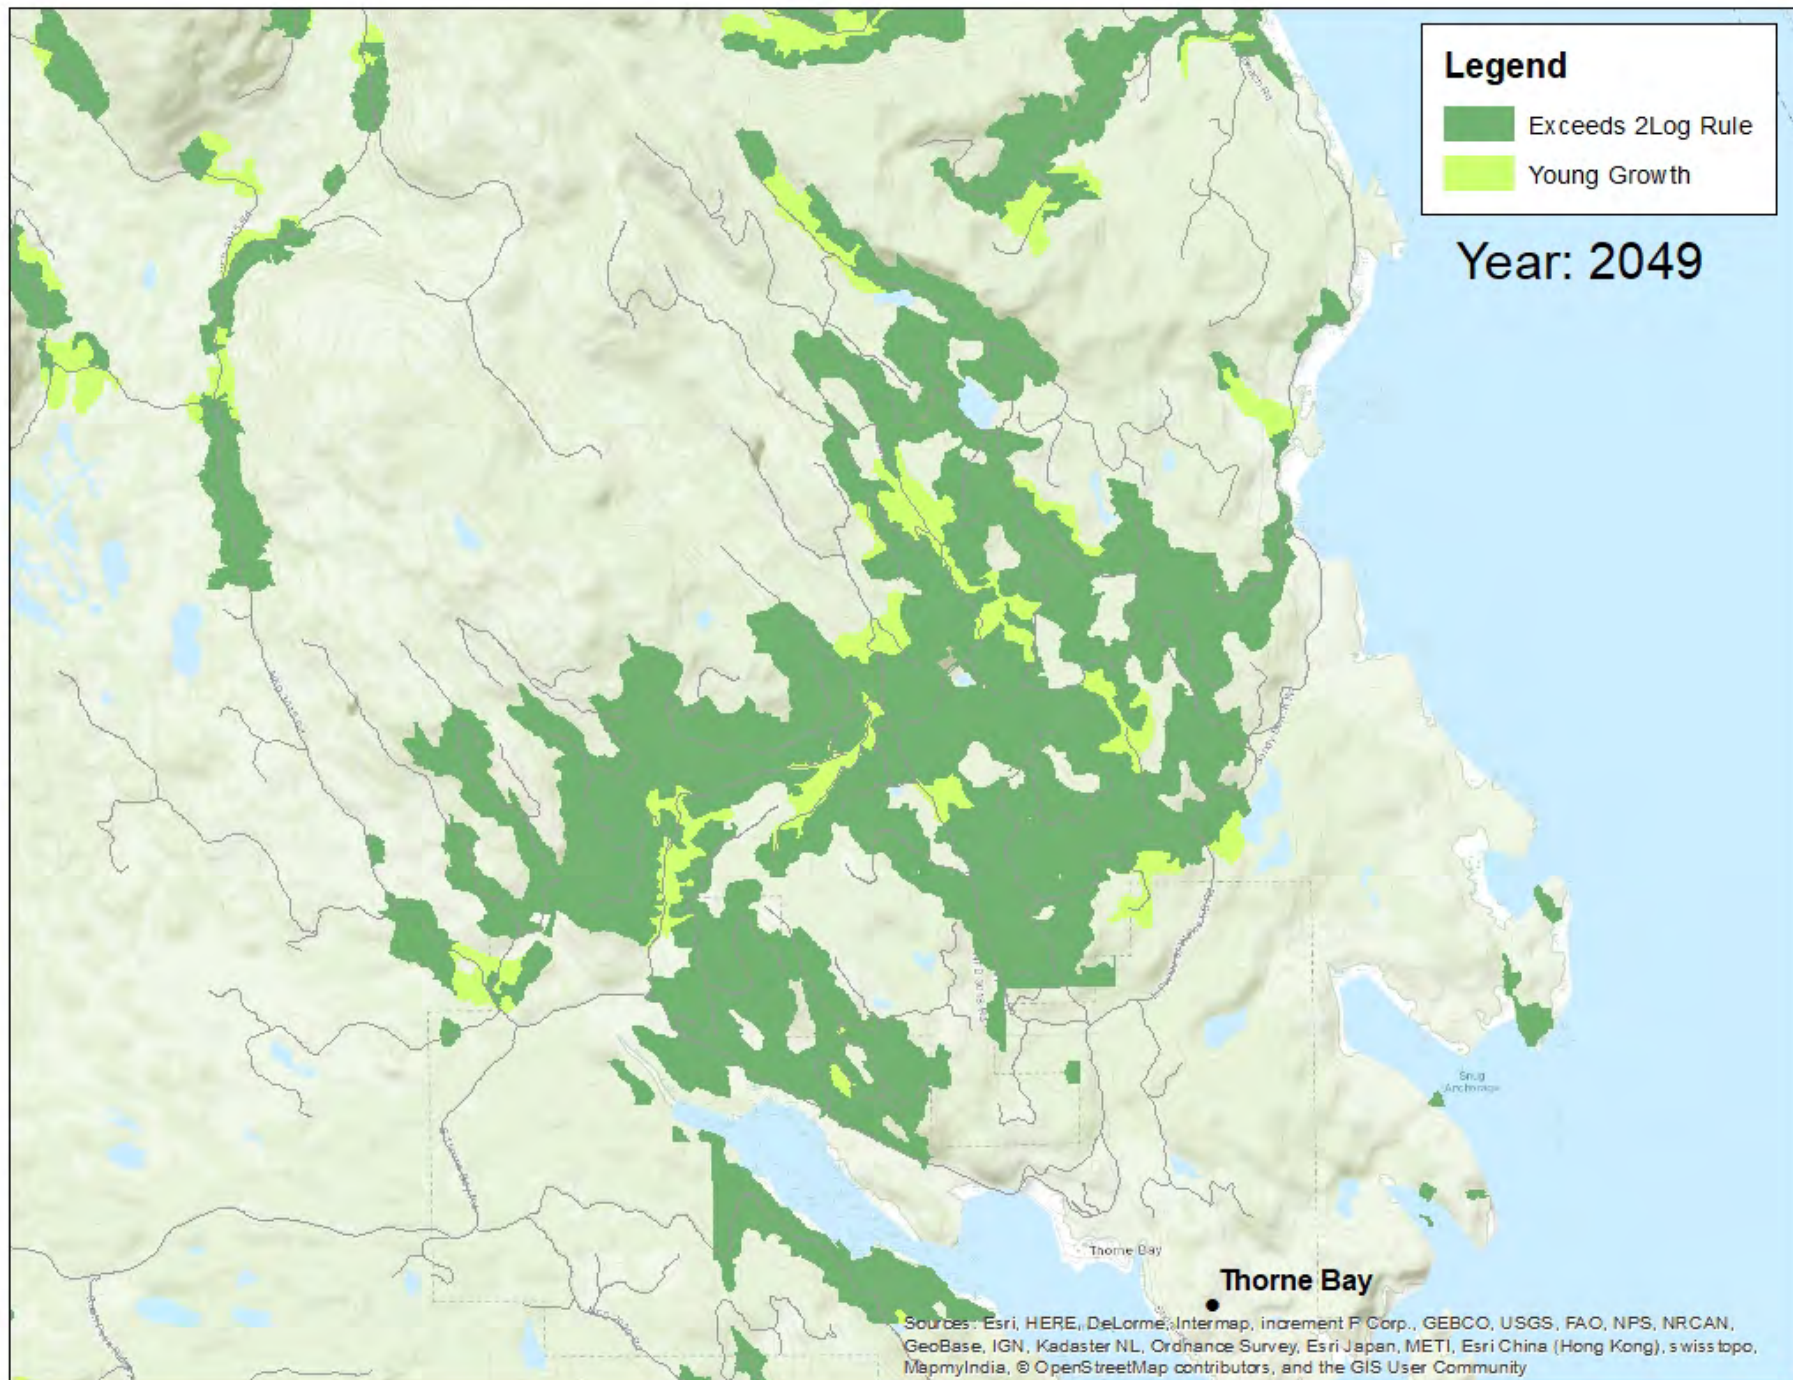 Legend
Exceeds 2Log Rule
Young Growth
Year: 2049
Snug
Anchorage
Thorne Bay
Thorne Bay
Sources: Esri, HERE, DeLorme, Intermap, increment P Corp., GEBCO, USGS, FAO, NPS, NRCAN,
GeoBase, IGN, Kadaster NL, Ordnance Survey, Esri Japan, METI, Esri China (Hong Kong), swisstopo,
MapmyIndia, © OpenStreetMap contributors, and the GIS User Community